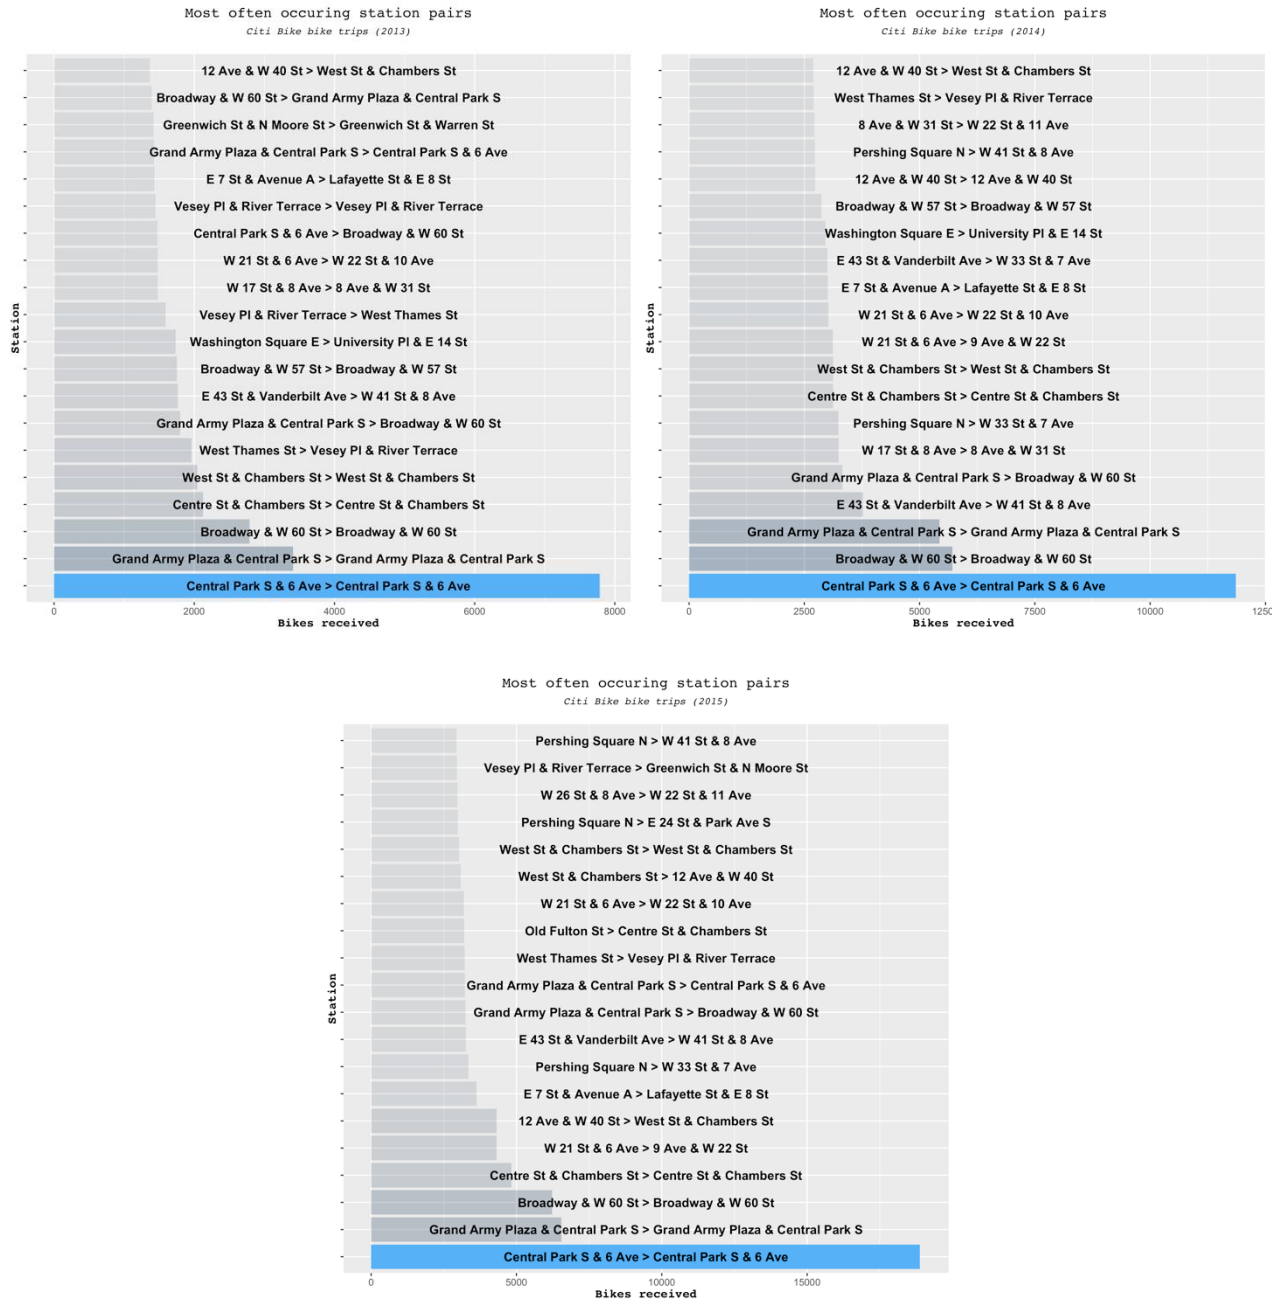 Most often occuring station pairs
Citi Bike bike trips (2013)
Station
12 Ave & W 40 St > West St & Chambers St
Broadway & W 60 St > Grand Army Plaza & Central Park S
Greenwich St & N Moore St > Greenwich St & Warren St
Grand Army Plaza & Central Park S > Central Park S & 6 Ave
E 7 St & Avenue A > Lafayette St & E 8 St
Vesey Pl & River Terrace > Vesey Pl & River Terrace
Central Park S & 6 Ave > Broadway & W 60 St
W 21 St & 6 Ave > W 22 St & 10 Ave
W 17 St & 8 Ave > 8 Ave & W 31 St
Vesey Pl & River Terrace > West Thames St
Washington Square E > University Pl & E 14 St
Broadway & W 57 St > Broadway & W 57 St
E 43 St & Vanderbilt Ave > W 41 St & 8 Ave
Grand Army Plaza & Central Park S > Broadway & W 60 St
West Thames St > Vesey Pl & River Terrace
West St & Chambers St > West St & Chambers St
Centre St & Chambers St > Centre St & Chambers St
Broadway & W 60 St > Broadway & W 60 St
Grand Army Plaza & Central Park S > Grand Army Plaza & Central Park S
Central Park S & 6 Ave > Central Park S & 6 Ave
0 2000 4000 6000 8000
Bikes received
Most often occuring station pairs
Citi Bike bike trips (2014)
Station
12 Ave & W 40 St > West St & Chambers St
West Thames St > Vesey Pl & River Terrace
8 Ave & W 31 St > W 22 St & 11 Ave
Pershing Square N > W 41 St & 8 Ave
12 Ave & W 40 St > 12 Ave & W 40 St
Broadway & W 57 St > Broadway & W 57 St
Washington Square E > University Pl & E 14 St
E 43 St & Vanderbilt Ave > W 33 St & 7 Ave
E 7 St & Avenue A > Lafayette St & E 8 St
W 21 St & 6 Ave > W 22 St & 10 Ave
W 21 St & 6 Ave > 9 Ave & W 22 St
West St & Chambers St > West St & Chambers St
Centre St & Chambers St > Centre St & Chambers St
Pershing Square N > W 33 St & 7 Ave
W 17 St & 8 Ave > 8 Ave & W 31 St
Grand Army Plaza & Central Park S > Broadway & W 60 St
E 43 St & Vanderbilt Ave > W 41 St & 8 Ave
Grand Army Plaza & Central Park S > Grand Army Plaza & Central Park S
Broadway & W 60 St > Broadway & W 60 St
Central Park S & 6 Ave > Central Park S & 6 Ave
0 2500 5000 7500 10000 1250
Bikes received
Most often occuring station pairs
Citi Bike bike trips (2015)
Station
Pershing Square N > W 41 St & 8 Ave
Vesey Pl & River Terrace > Greenwich St & N Moore St
W 26 St & 8 Ave > W 22 St & 11 Ave
Pershing Square N > E 24 St & Park Ave S
West St & Chambers St > West St & Chambers St
West St & Chambers St > 12 Ave & W 40 St
W 21 St & 6 Ave > W 22 St & 10 Ave
Old Fulton St > Centre St & Chambers St
West Thames St > Vesey Pl & River Terrace
Grand Army Plaza & Central Park S > Central Park S & 6 Ave
Grand Army Plaza & Central Park S > Broadway & W 60 St
E 43 St & Vanderbilt Ave > W 41 St & 8 Ave
Pershing Square N > W 33 St & 7 Ave
E 7 St & Avenue A > Lafayette St & E 8 St
12 Ave & W 40 St > West St & Chambers St
W 21 St & 6 Ave > 9 Ave & W 22 St
Centre St & Chambers St > Centre St & Chambers St
Broadway & W 60 St > Broadway & W 60 St
Grand Army Plaza & Central Park S > Grand Army Plaza & Central Park S
Central Park S & 6 Ave > Central Park S & 6 Ave
0 5000 10000 15000
Bikes received